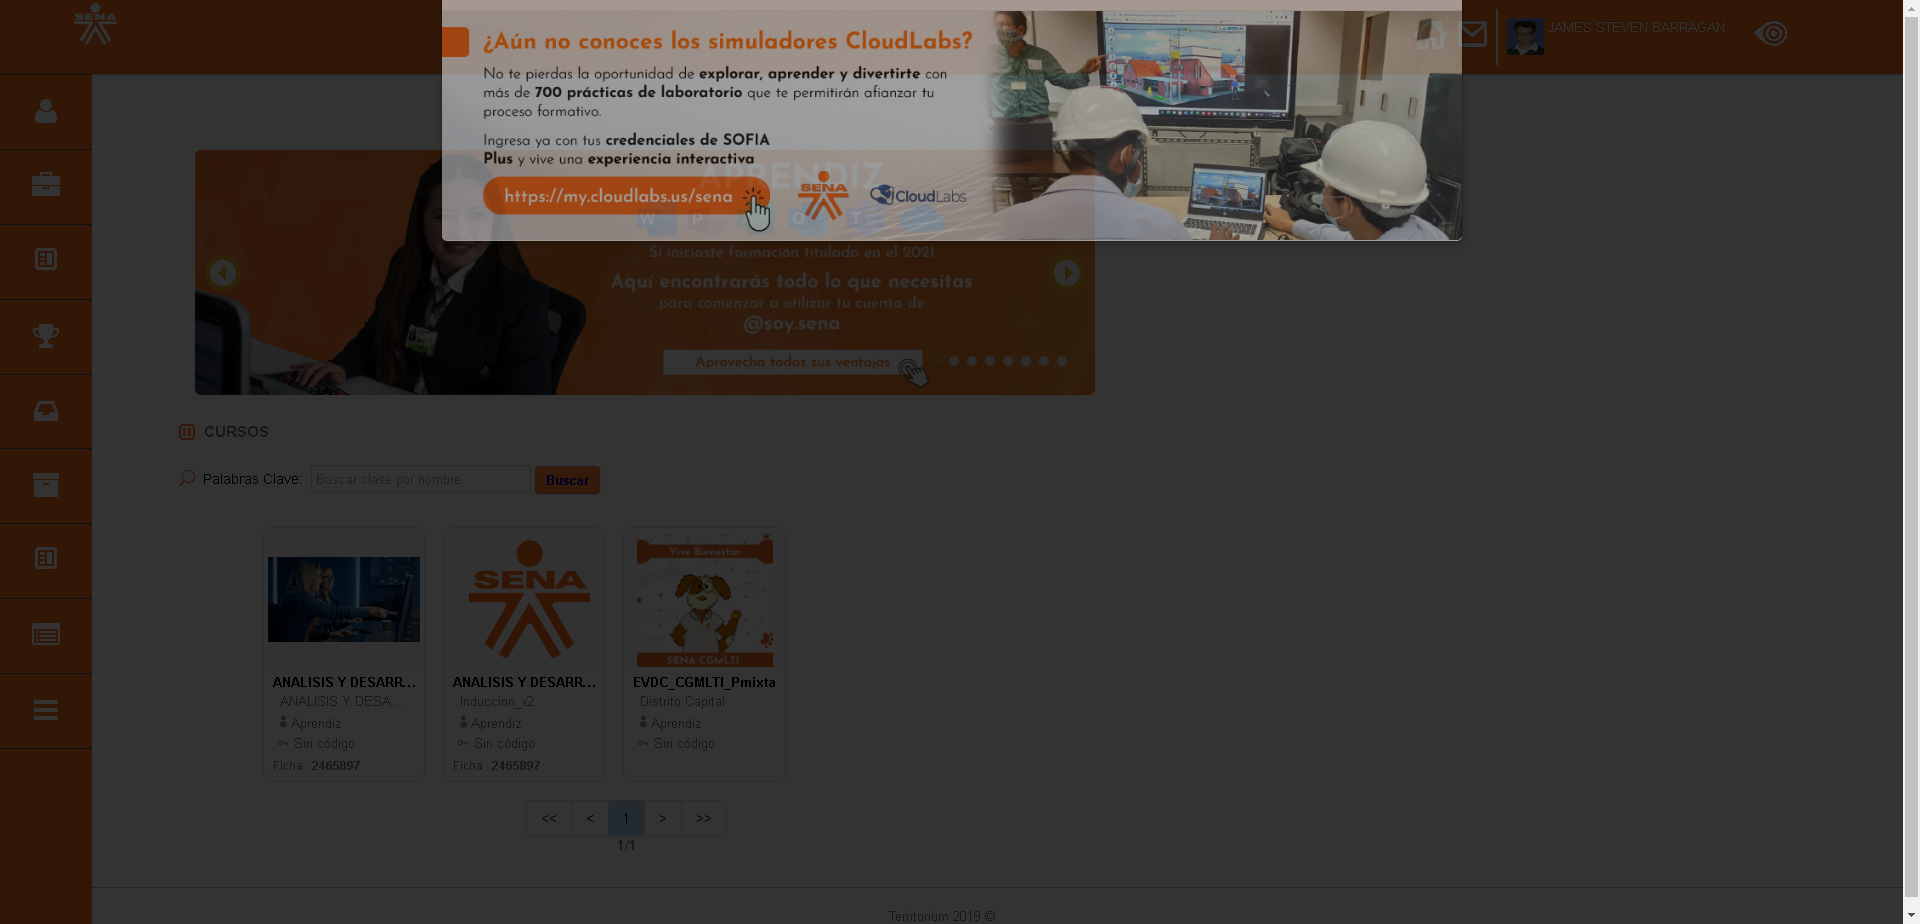 SENA
JAMES STEVEN BARRAGAN
¿Aún no conoces los simuladores CloudLabs?
No te pierdas la oportunidad de explorar, aprender y divertirte con
más de 700 prácticas de laboratorio que te permitirán afianzar tu
proceso formativo.
Ingresa ya con tus credenciales de SOFIA
Plus y vive una experiencia interactiva
https://my.cloudlabs.us/sena
SENA
CloudLabs
APRENDIZ
W P O T
Si iniciaste formación titulada en el 2021
Aquí encontrarás todo lo que necesitas
para comenzar a utilizar tu cuenta de
@soy.sena
Aprovecha todas sus ventajas
CURSOS
Palabras Clave: Buscar clase por nombre Buscar
SENA
Vive Bienestar
SENA CGMLTI
ANALISIS Y DESARR...
ANALISIS Y DESA...
Aprendiz
Sin código
Ficha : 2465897
ANALISIS Y DESARR...
Induccion_v2
Aprendiz
Sin código
Ficha : 2465897
EVDC_CGMLTI_Pmixta
Distrito Capital
Aprendiz
Sin código
<< < 1 > >>
1/1
Territorium 2019 ©